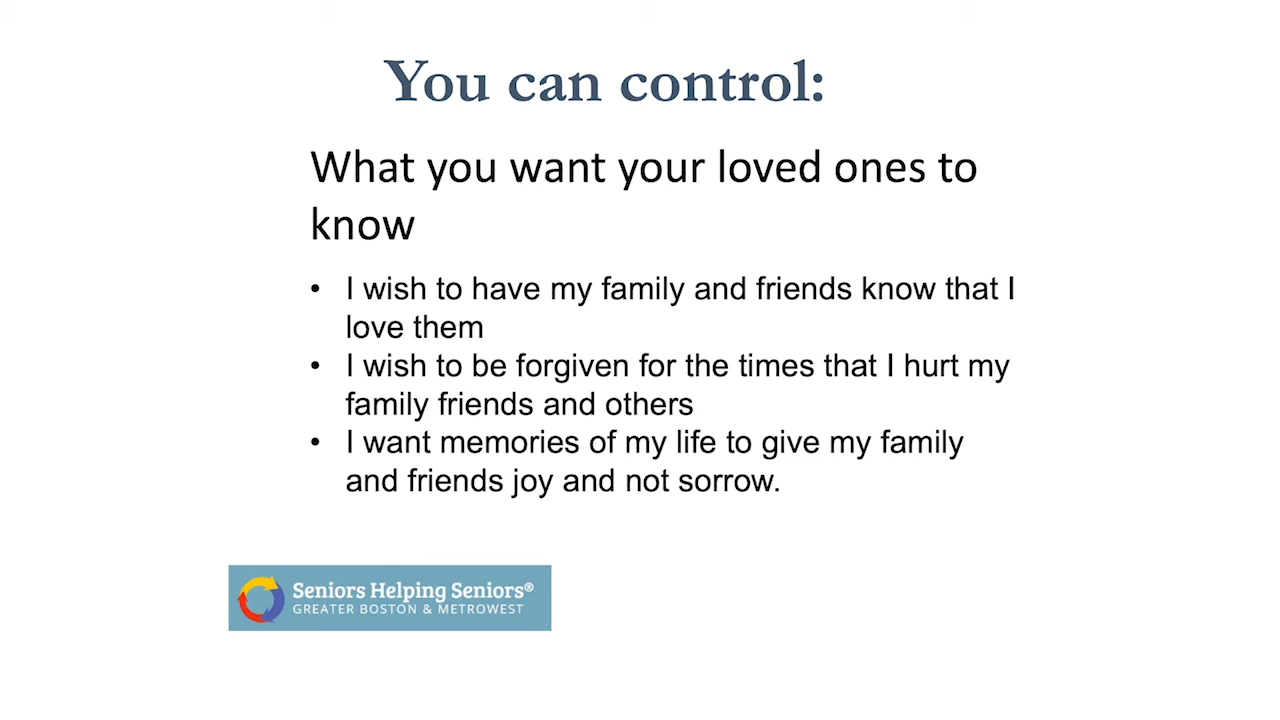 You can control:
What you want your loved ones to
know
• I wish to have my family and friends know that I
love them
• I wish to be forgiven for the times that I hurt my
family friends and others
• I want memories of my life to give my family
and friends joy and not sorrow.
Seniors Helping Seniors®
GREATER BOSTON & METROWEST